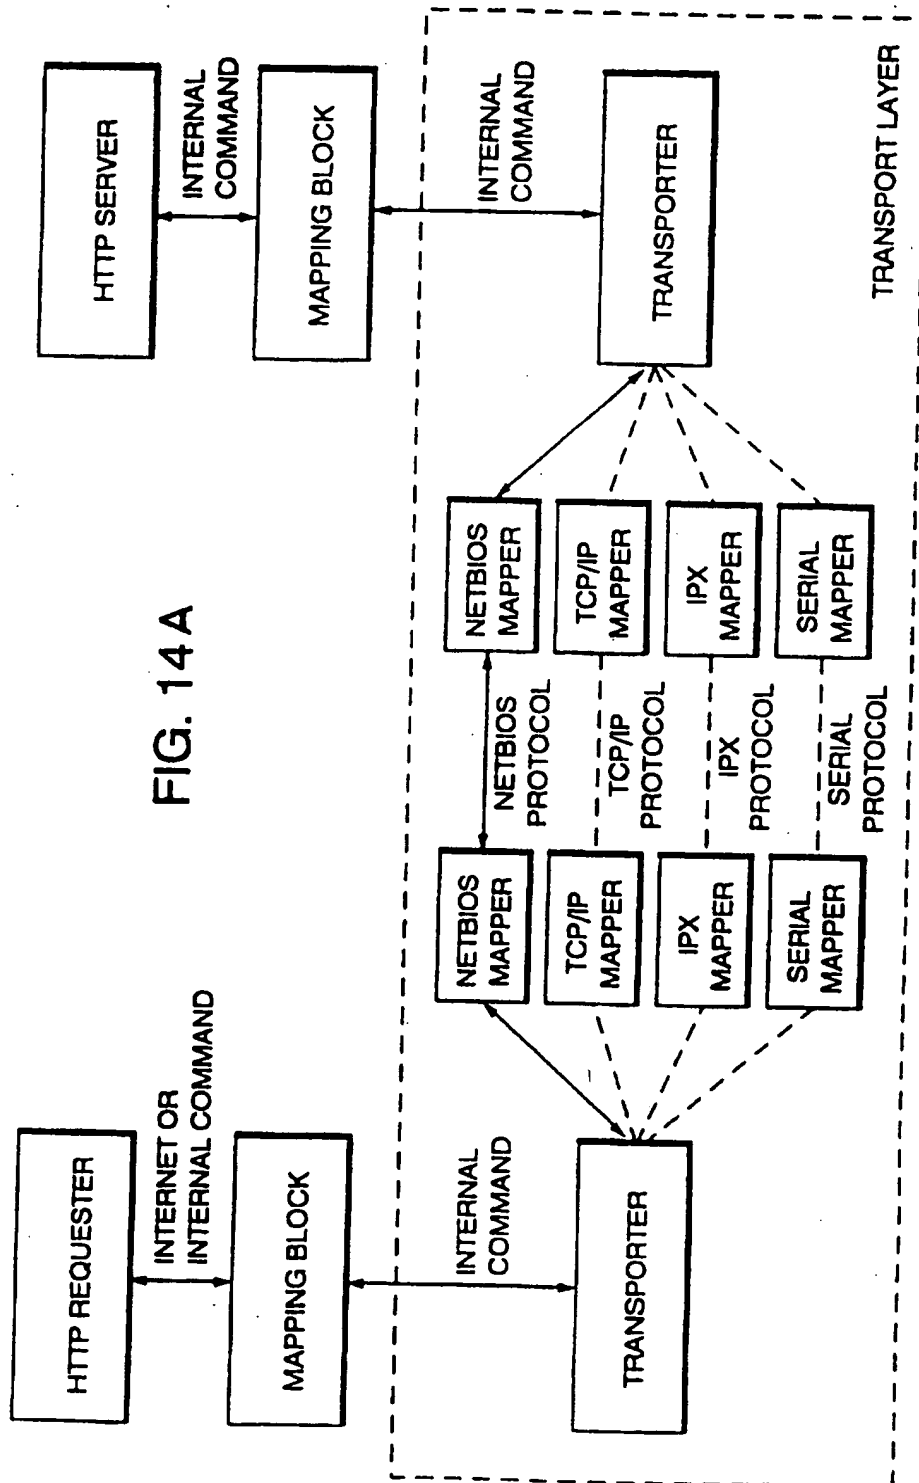 FIG. 14A
HTTP REQUESTER
INTERNET OR
INTERNAL COMMAND
MAPPING BLOCK
INTERNAL
COMMAND
TRANSPORTER
HTTP SERVER
INTERNAL
COMMAND
MAPPING BLOCK
INTERNAL
COMMAND
TRANSPORTER
NETBIOS
MAPPER
NETBIOS
PROTOCOL
NETBIOS
MAPPER
TCP/IP
MAPPER
TCP/IP
PROTOCOL
TCP/IP
MAPPER
IPX
MAPPER
IPX
PROTOCOL
IPX
MAPPER
SERIAL
MAPPER
SERIAL
PROTOCOL
SERIAL
MAPPER
TRANSPORT LAYER